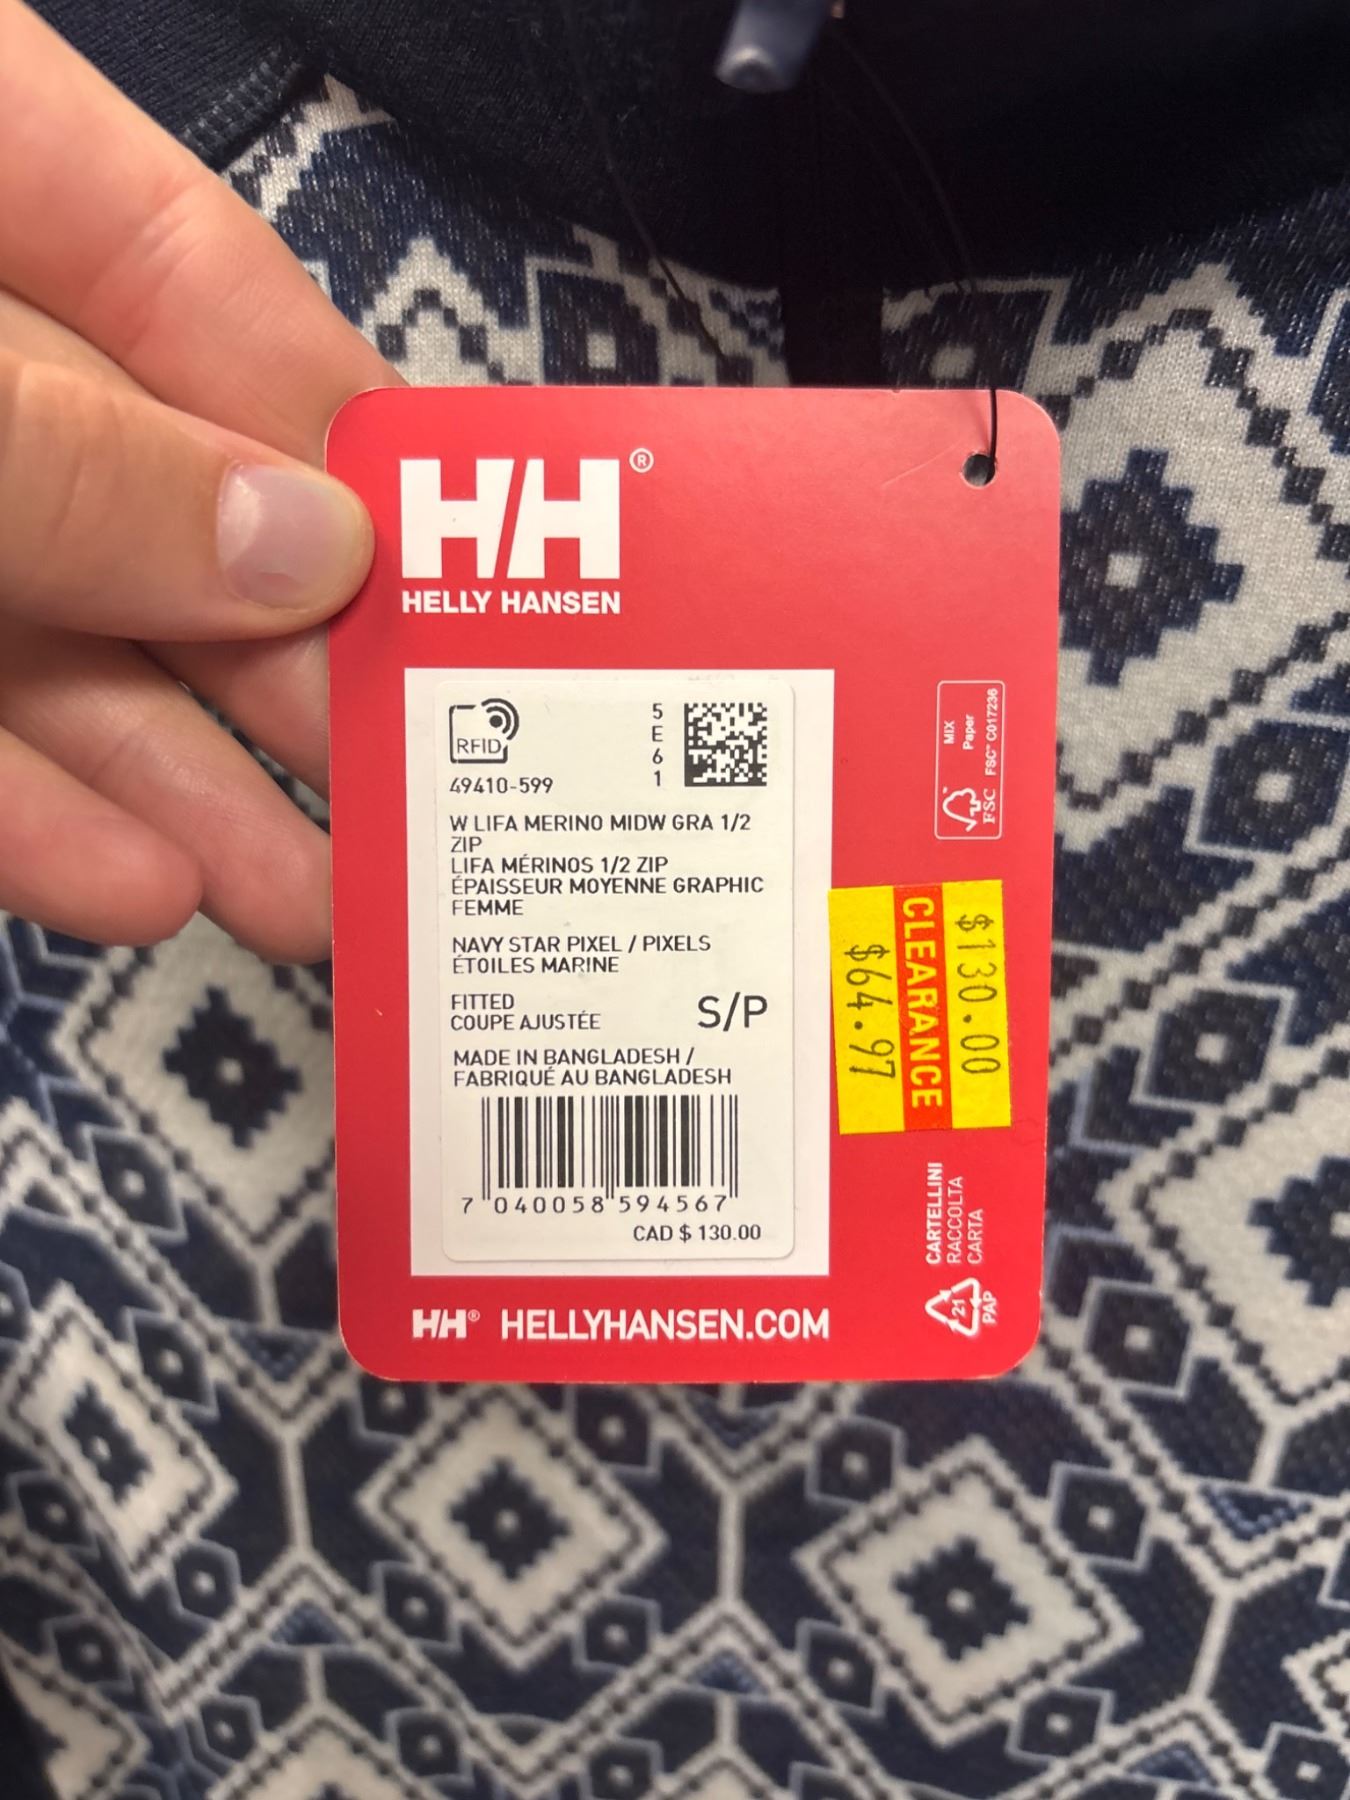 HH®
HELLY HANSEN
RFID
5
E
6
1
49410-599
W LIFA MERINO MIDW GRA 1/2
ZIP
LIFA MÉRINOS 1/2 ZIP
ÉPAISSEUR MOYENNE GRAPHIC
FEMME
NAVY STAR PIXEL / PIXELS
ÉTOILES MARINE
FITTED
COUPE AJUSTÉE
S/P
MADE IN BANGLADESH /
FABRIQUÉ AU BANGLADESH
7 040058 594567
CAD $ 130.00
HH® HELLYHANSEN.COM
MIX
Paper
FSC™ C017236
FSC
$130.00
CLEARANCE
$64.97
CARTELLINI
RACCOLTA
CARTA
21
PAP